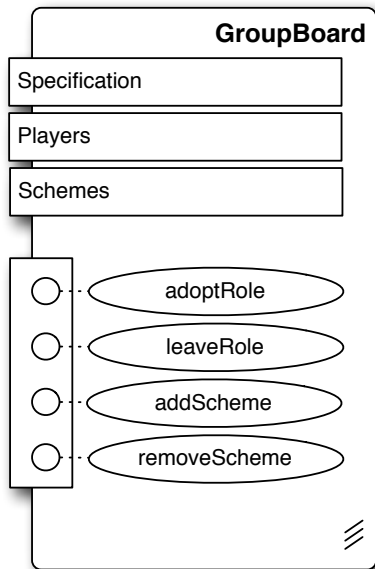 GroupBoard
Specification
Players
Schemes
adoptRole
leaveRole
addScheme
removeScheme